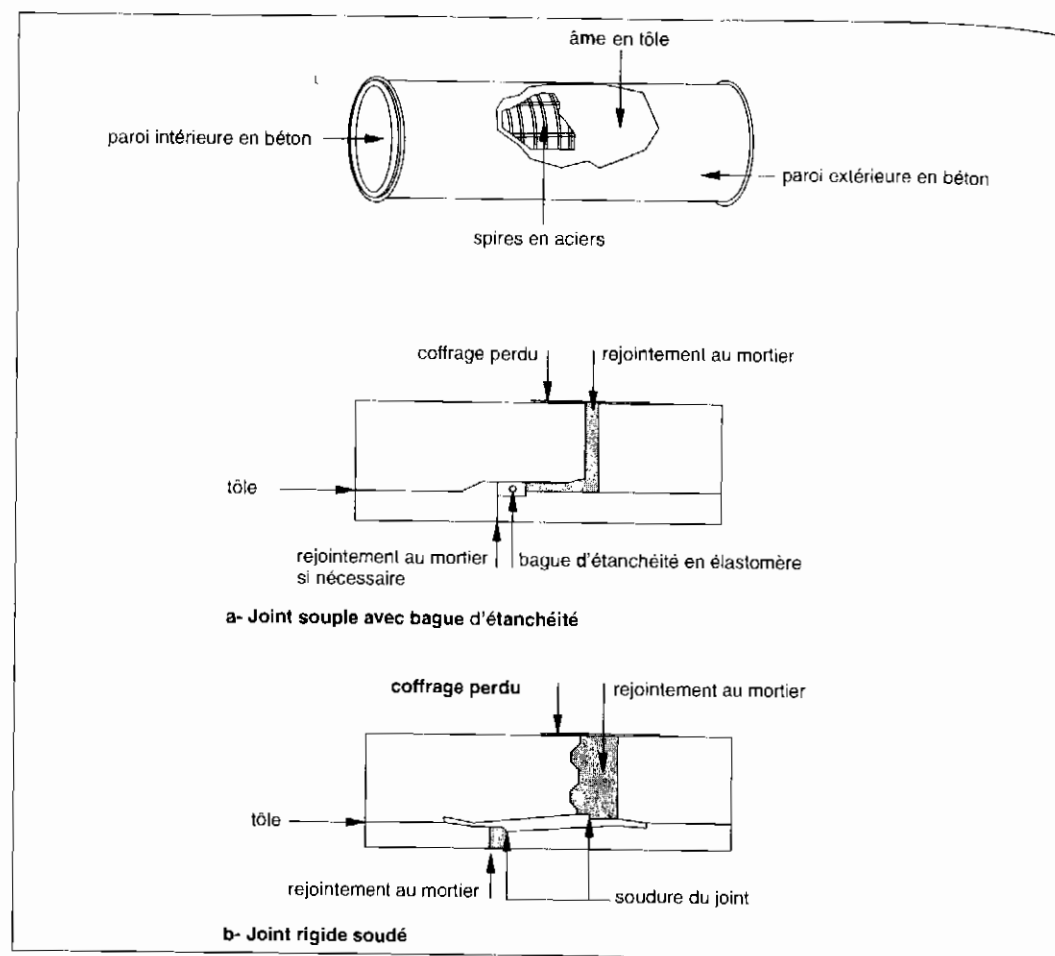 âme en tôle
paroi intérieure en béton
paroi extérieure en béton
spires en aciers
coffrage perdu
rejointement au mortier
tôle
rejointement au mortier
si nécessaire
bague d'étanchéité en élastomère
a- Joint souple avec bague d'étanchéité
coffrage perdu
rejointement au mortier
tôle
rejointement au mortier
soudure du joint
b- Joint rigide soudé